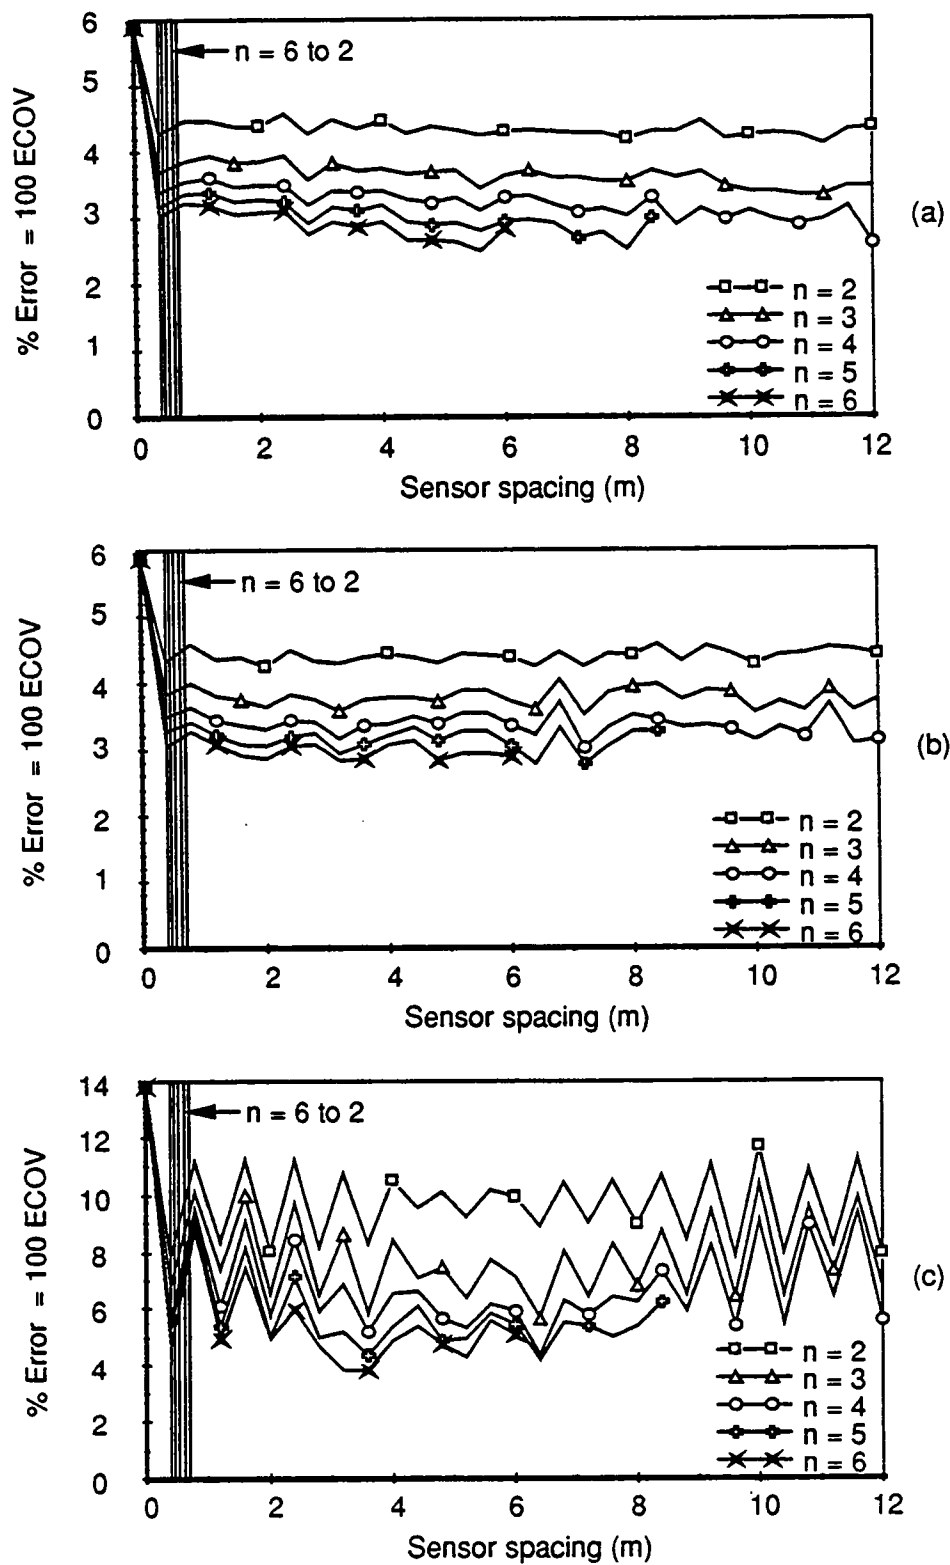 6
5
4
3
2
1
0
% Error = 100 ECOV
n = 6 to 2
n = 2
n = 3
n = 4
n = 5
n = 6
0 2 4 6 8 10 12
Sensor spacing (m)
(a)
6
5
4
3
2
1
0
% Error = 100 ECOV
n = 6 to 2
n = 2
n = 3
n = 4
n = 5
n = 6
0 2 4 6 8 10 12
Sensor spacing (m)
(b)
14
12
10
8
6
4
2
0
% Error = 100 ECOV
n = 6 to 2
n = 2
n = 3
n = 4
n = 5
n = 6
0 2 4 6 8 10 12
Sensor spacing (m)
(c)